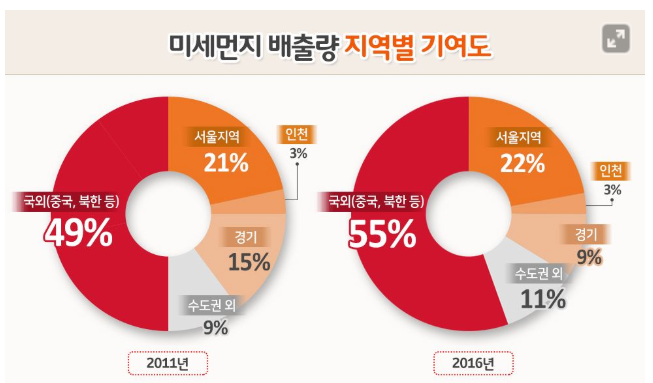 미세먼지 배출량 지역별 기여도
서울지역
21%
인천
3%
국외(중국, 북한 등)
49%
경기
15%
수도권 외
9%
2011년
서울지역
22%
인천
3%
국외(중국, 북한 등)
55%
경기
9%
수도권 외
11%
2016년